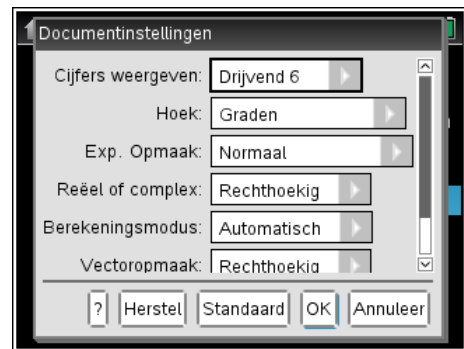 Documentinstellingen
Cijfers weergeven: Drijvend 6
Hoek: Graden
Exp. Opmaak: Normaal
Reëel of complex: Rechthoekig
Berekeningsmodus: Automatisch
Vectoropmaak: Rechthoekig
? Herstel Standaard OK Annuleer